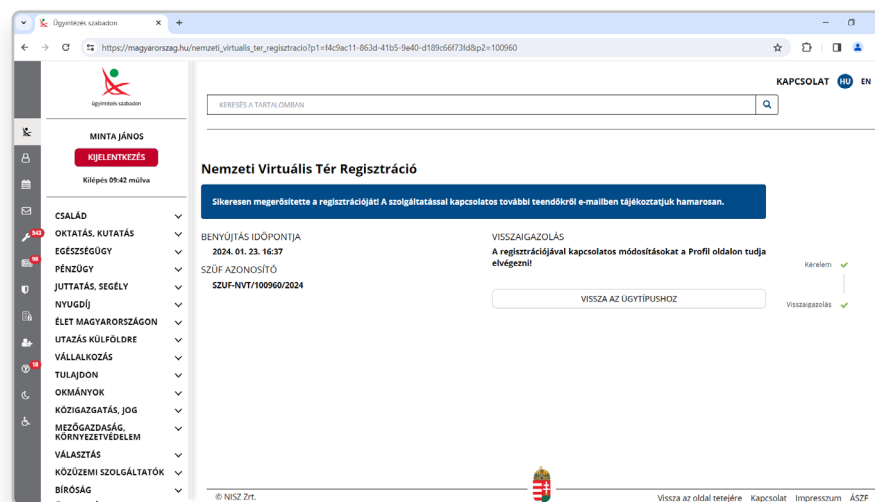 Ügyintézés szabadon
https://magyarorszag.hu/nemzeti_virtualis_ter_regisztracio?p1=f4c9ac11-863d-41b5-9e40-d189c66f73fd&p2=100960
ügyintézés szabadon
KAPCSOLAT HU EN
KERESÉS A TARTALOMBAN
MINTA JÁNOS
KIJELENTKEZÉS
Kilépés 09:42 múlva
Nemzeti Virtuális Tér Regisztráció
Sikeresen megerősítette a regisztrációját! A szolgáltatással kapcsolatos további teendőkről e-mailben tájékoztatjuk hamarosan.
BENYÚJTÁS IDŐPONTJA
2024. 01. 23. 16:37
SZÜF AZONOSÍTÓ
SZUF-NVT/100960/2024
VISSZAIGAZOLÁS
A regisztrációjával kapcsolatos módosításokat a Profil oldalon tudja
elvégezni!
VISSZA AZ ÜGYTÍPUSHOZ
Kérelem
Visszaigazolás
543
98
18
CSALÁD
OKTATÁS, KUTATÁS
EGÉSZSÉGÜGY
PÉNZÜGY
JUTTATÁS, SEGÉLY
NYUGDÍJ
ÉLET MAGYARORSZÁGON
UTAZÁS KÜLFÖLDRE
VÁLLALKOZÁS
TULAJDON
OKMÁNYOK
KÖZIGAZGATÁS, JOG
MEZŐGAZDASÁG,
KÖRNYEZETVÉDELEM
VÁLASZTÁS
KÖZÜZEMI SZOLGÁLTATÓK
BÍRÓSÁG
© NISZ Zrt.
Vissza az oldal tetejére Kapcsolat Impresszum ÁSZF